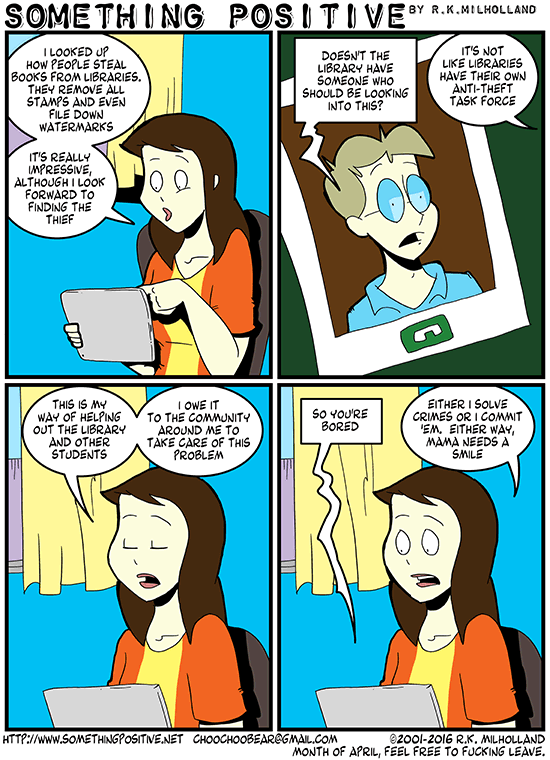 SOMETHING POSITIVE BY R.K.MILHOLLAND
I LOOKED UP
HOW PEOPLE STEAL
BOOKS FROM LIBRARIES.
THEY REMOVE ALL
STAMPS AND EVEN
FILE DOWN
WATERMARKS
IT'S REALLY
IMPRESSIVE,
ALTHOUGH I LOOK
FORWARD TO
FINDING THE
THIEF
DOESN'T THE
LIBRARY HAVE
SOMEONE WHO
SHOULD BE LOOKING
INTO THIS?
IT'S NOT
LIKE LIBRARIES
HAVE THEIR OWN
ANTI-THEFT
TASK FORCE
THIS IS MY
WAY OF HELPING
OUT THE LIBRARY
AND OTHER
STUDENTS
I OWE IT
TO THE COMMUNITY
AROUND ME TO
TAKE CARE OF THIS
PROBLEM
SO YOU'RE
BORED
EITHER I SOLVE
CRIMES OR I COMMIT
'EM. EITHER WAY,
MAMA NEEDS A
SMILE
HTTP://WWW.SOMETHINGPOSITIVE.NET CHOOCHOOBEAR@GMAIL.COM ©2001-2016 R.K. MILHOLLAND
MONTH OF APRIL, FEEL FREE TO FUCKING LEAVE.